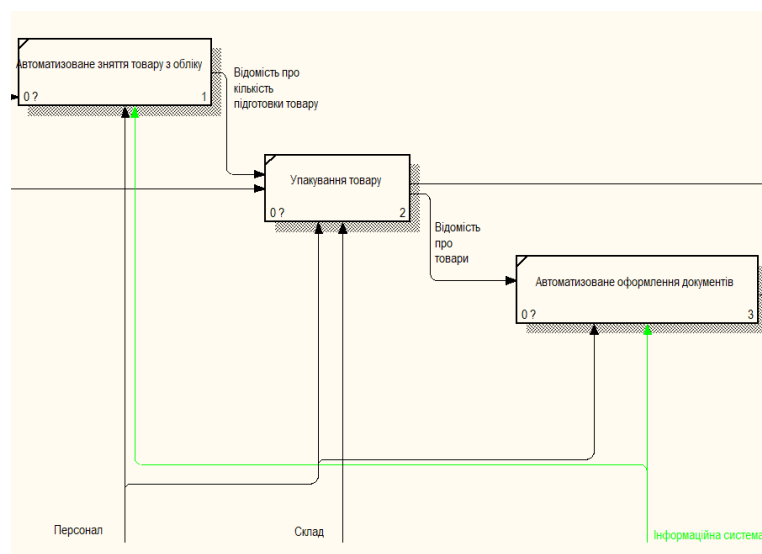 Автоматизоване зняття товару з обліку
0 ?
1
Відомість про
кількість
підготовки товару
Упакування товару
0 ?
2
Відомість
про
товари
Автоматизоване оформлення документів
0 ?
3
Персонал
Склад
Інформаційна система